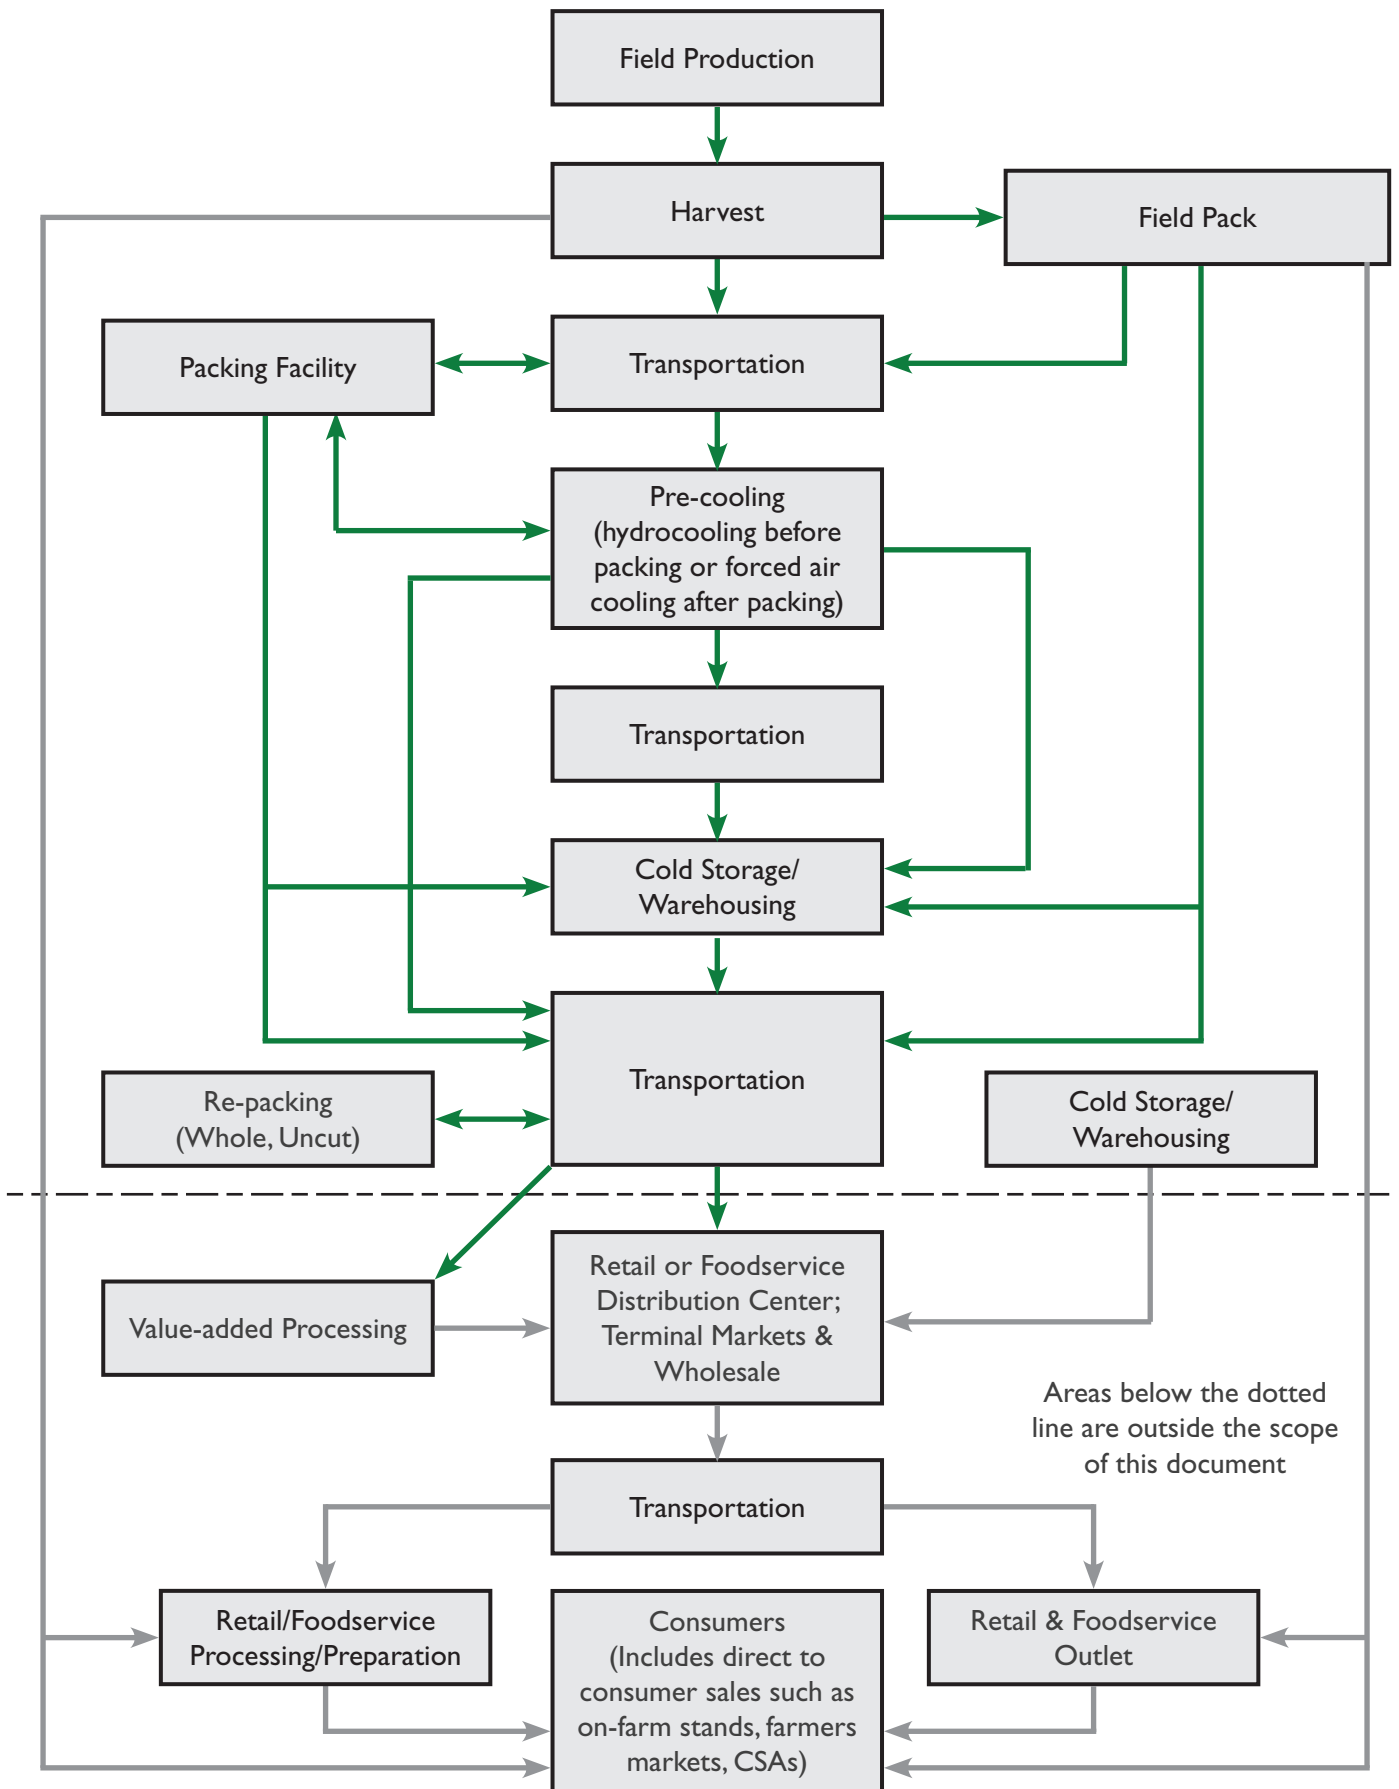 Field Production
Harvest
Field Pack
Packing Facility
Transportation
Pre-cooling
(hydrocooling before
packing or forced air
cooling after packing)
Transportation
Cold Storage/
Warehousing
Transportation
Re-packing
(Whole, Uncut)
Cold Storage/
Warehousing
Retail or Foodservice
Distribution Center;
Terminal Markets &
Wholesale
Value-added Processing
Areas below the dotted
line are outside the scope
of this document
Transportation
Retail/Foodservice
Processing/Preparation
Consumers
(Includes direct to
consumer sales such as
on-farm stands, farmers
markets, CSAs)
Retail & Foodservice
Outlet